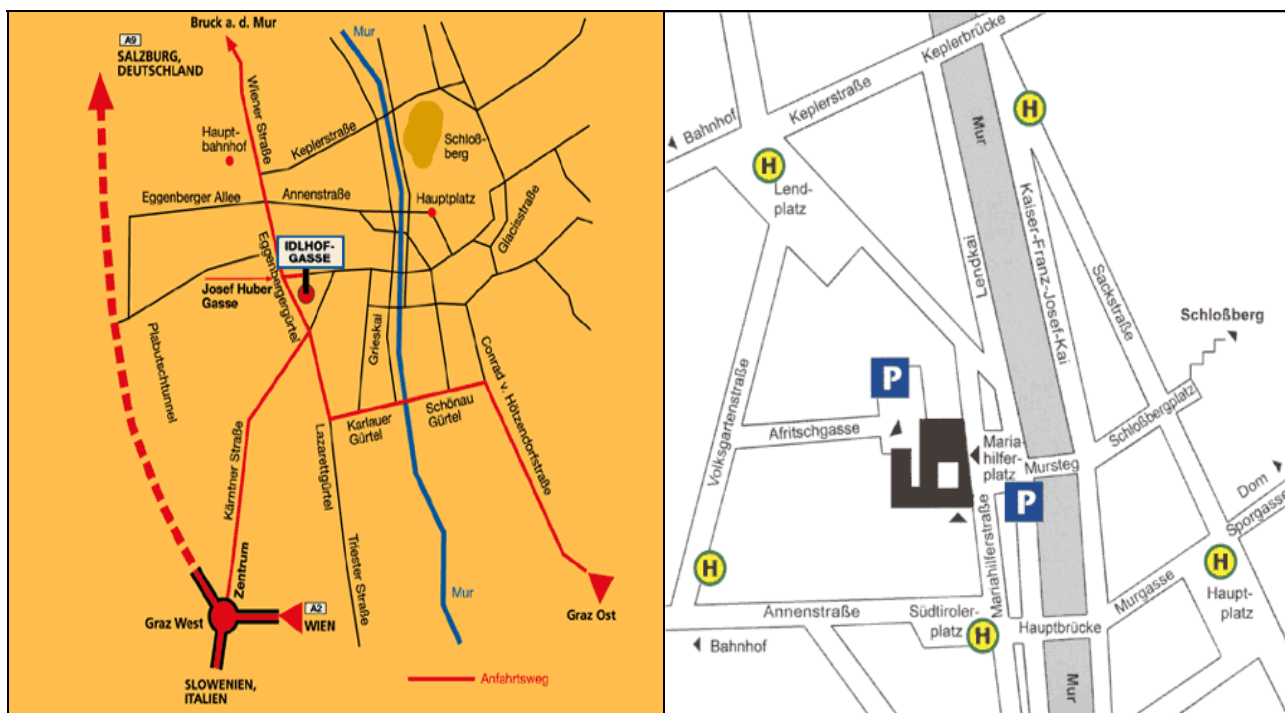 Bruck a. d. Mur
A9
SALZBURG,
DEUTSCHLAND
Mur
Wiener Straße
Haupt-
bahnhof
Keplerstraße
Schloß-
berg
Eggenberger Allee
Annenstraße
Hauptplatz
Glacisstraße
IDLHOF-
GASSE
Eggenbergergürtel
Josef Huber
Gasse
Plabutschtunnel
Grieskai
Conrad v. Hötzendorfstraße
Schönau
Gürtel
Karlauer
Gürtel
Lazarettgürtel
Kärntner Straße
Triester Straße
Zentrum
Mur
A2
WIEN
Graz West
Graz Ost
SLOWENIEN,
ITALIEN
Anfahrtsweg
Keplerbrücke
Keplerstraße
Bahnhof
H
H
Mur
Lend-
platz
Kaiser-Franz-Josef-Kai
Lendkai
Sackstraße
Schloßberg
P
Volksgartenstraße
Schloßbergplatz
Afritschgasse
Maria-
hilfer-
platz
Mursteg
P
Dom
Sporgasse
Mariahilferstraße
H
H
Murgasse
Haupt-
platz
Annenstraße
Südtiroler-
platz
H
Hauptbrücke
Bahnhof
Mur